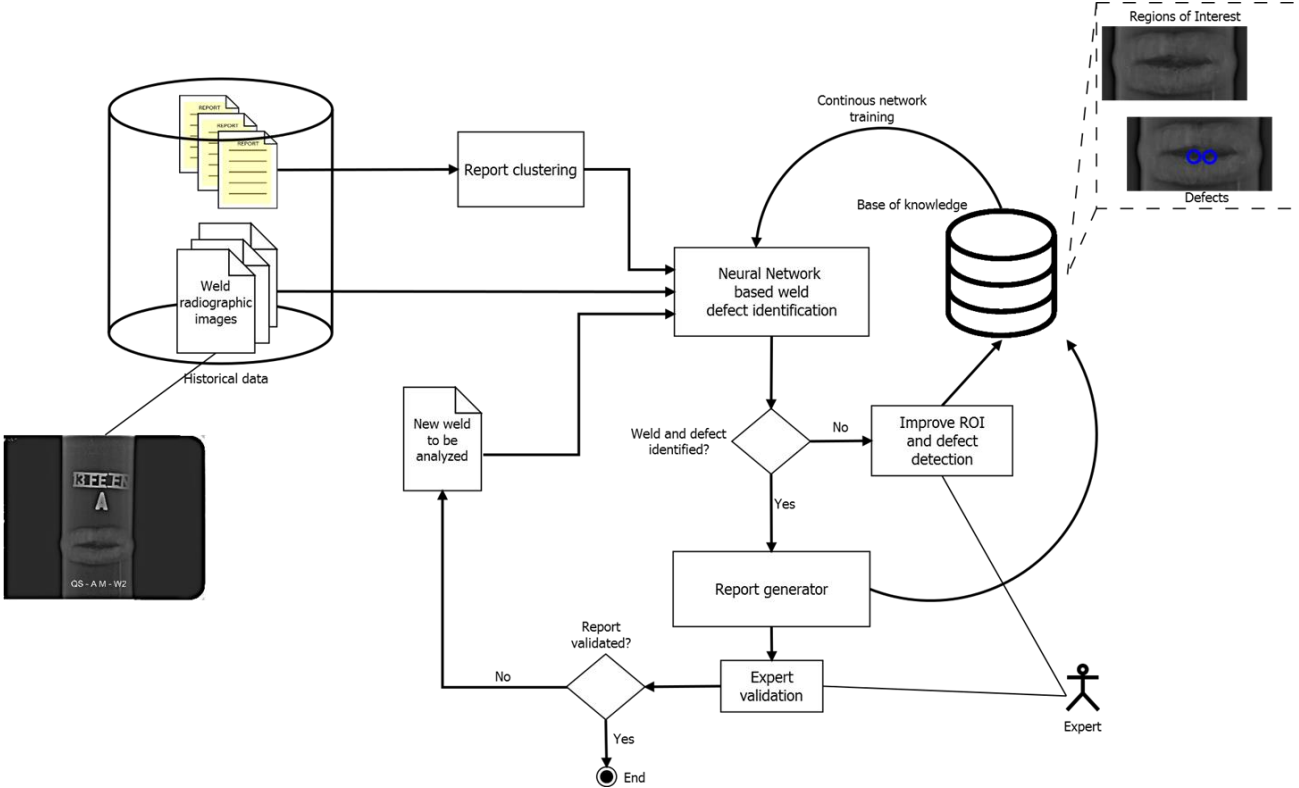 Regions of Interest
Defects
REPORT
REPORT
REPORT
Report clustering
Continous network
training
Base of knowledge
Weld
radiographic
images
Historical data
Neural Network
based weld
defect identification
New weld
to be
analyzed
Weld and defect
identified?
No
Improve ROI
and defect
detection
Yes
A
QS - A M - W2
Report generator
Report
validated?
No
Expert
validation
Expert
Yes
End